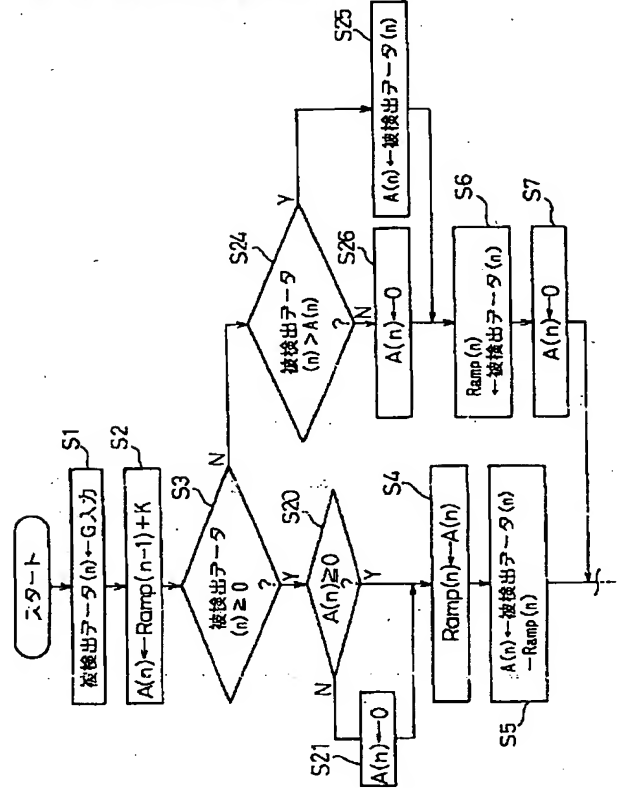 スタート
S1
被検出データ(n)←G入力
S2
A(n)←Ramp(n-1)+K
S3
被検出データ
(n)≥0
?
N
Y
S20
A(n)≥0
?
N
Y
S21
A(n)←0
S4
Ramp(n)←A(n)
S5
A(n)←被検出データ(n)
−Ramp(n)
S24
被検出データ
(n)>A(n)
?
Y
N
S25
A(n)←被検出データ(n)
S26
A(n)←0
S6
Ramp(n)
←被検出データ(n)
S7
A(n)←0